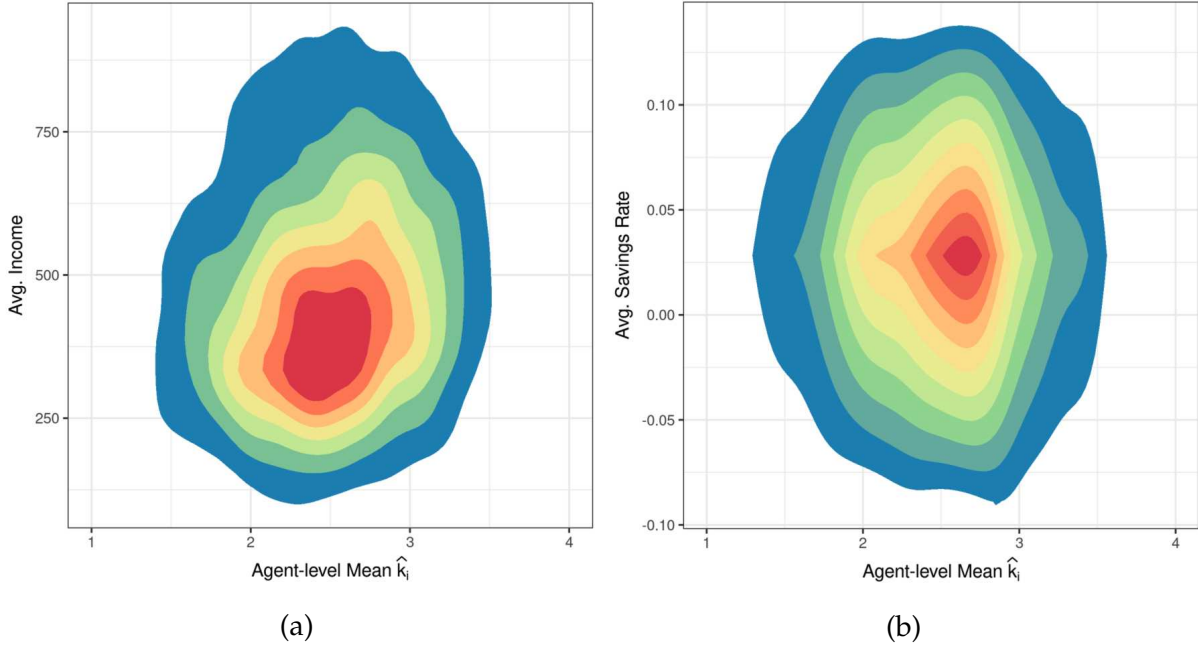 750
500
250
Avg. Income
1 2 3 4
Agent-level Mean k̂ᵢ
(a)
0.10
0.05
0.00
-0.05
-0.10
Avg. Savings Rate
1 2 3 4
Agent-level Mean k̂ᵢ
(b)